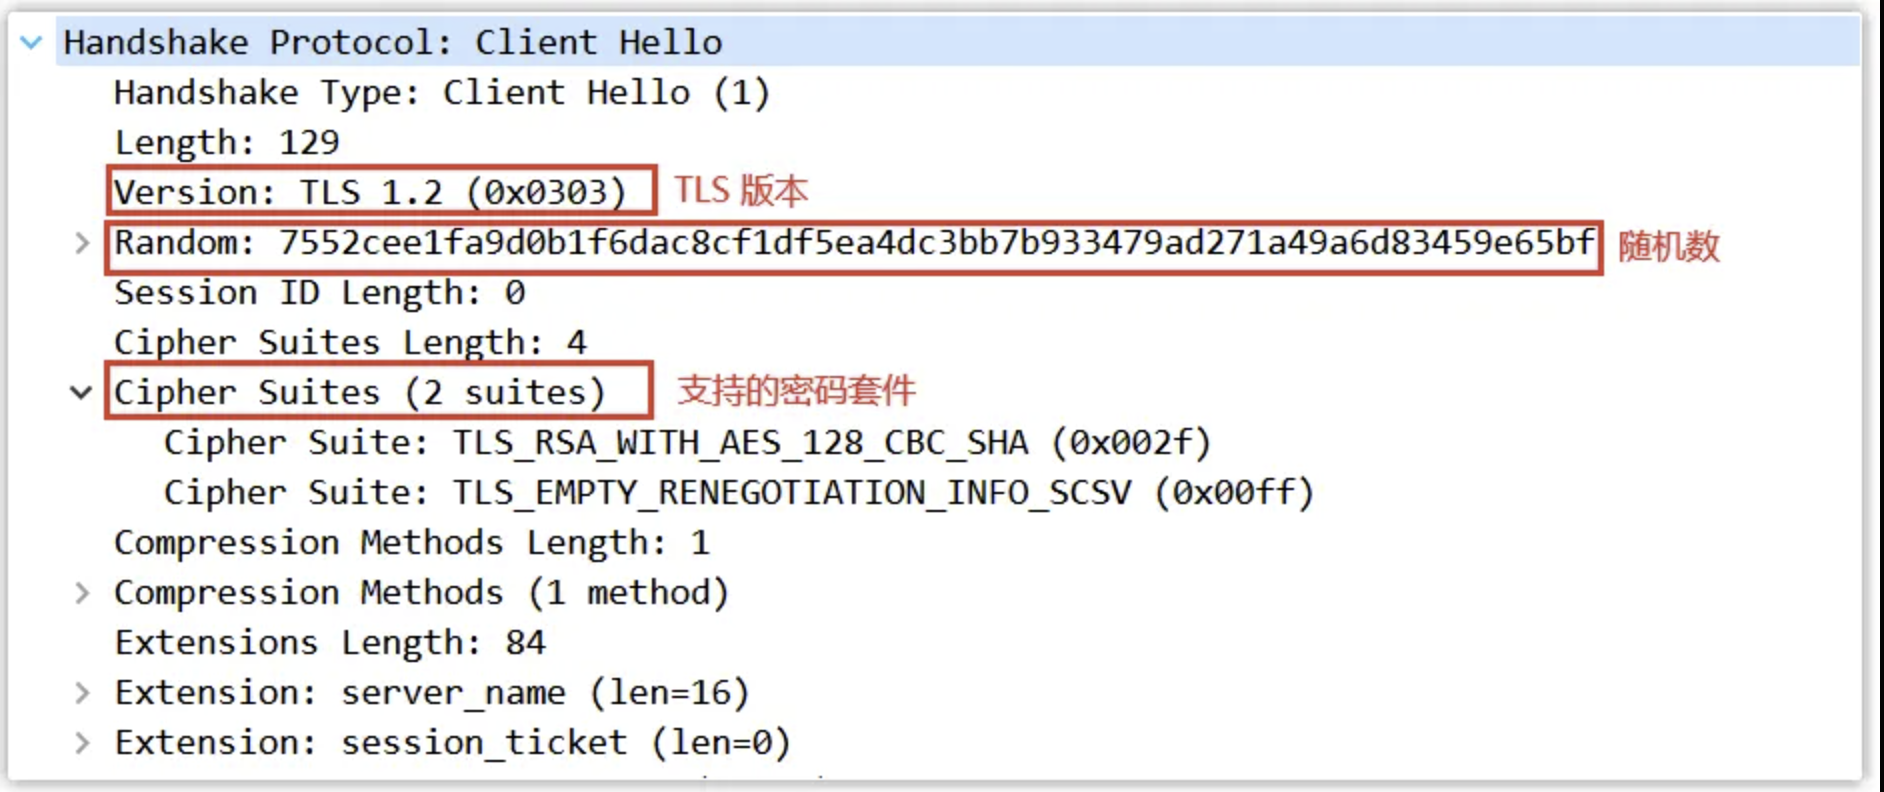 Handshake Protocol: Client Hello
Handshake Type: Client Hello (1)
Length: 129
Version: TLS 1.2 (0x0303) TLS 版本
Random: 7552cee1fa9d0b1f6dac8cf1df5ea4dc3bb7b933479ad271a49a6d83459e65bf 随机数
Session ID Length: 0
Cipher Suites Length: 4
Cipher Suites (2 suites) 支持的密码套件
Cipher Suite: TLS_RSA_WITH_AES_128_CBC_SHA (0x002f)
Cipher Suite: TLS_EMPTY_RENEGOTIATION_INFO_SCSV (0x00ff)
Compression Methods Length: 1
Compression Methods (1 method)
Extensions Length: 84
Extension: server_name (len=16)
Extension: session_ticket (len=0)